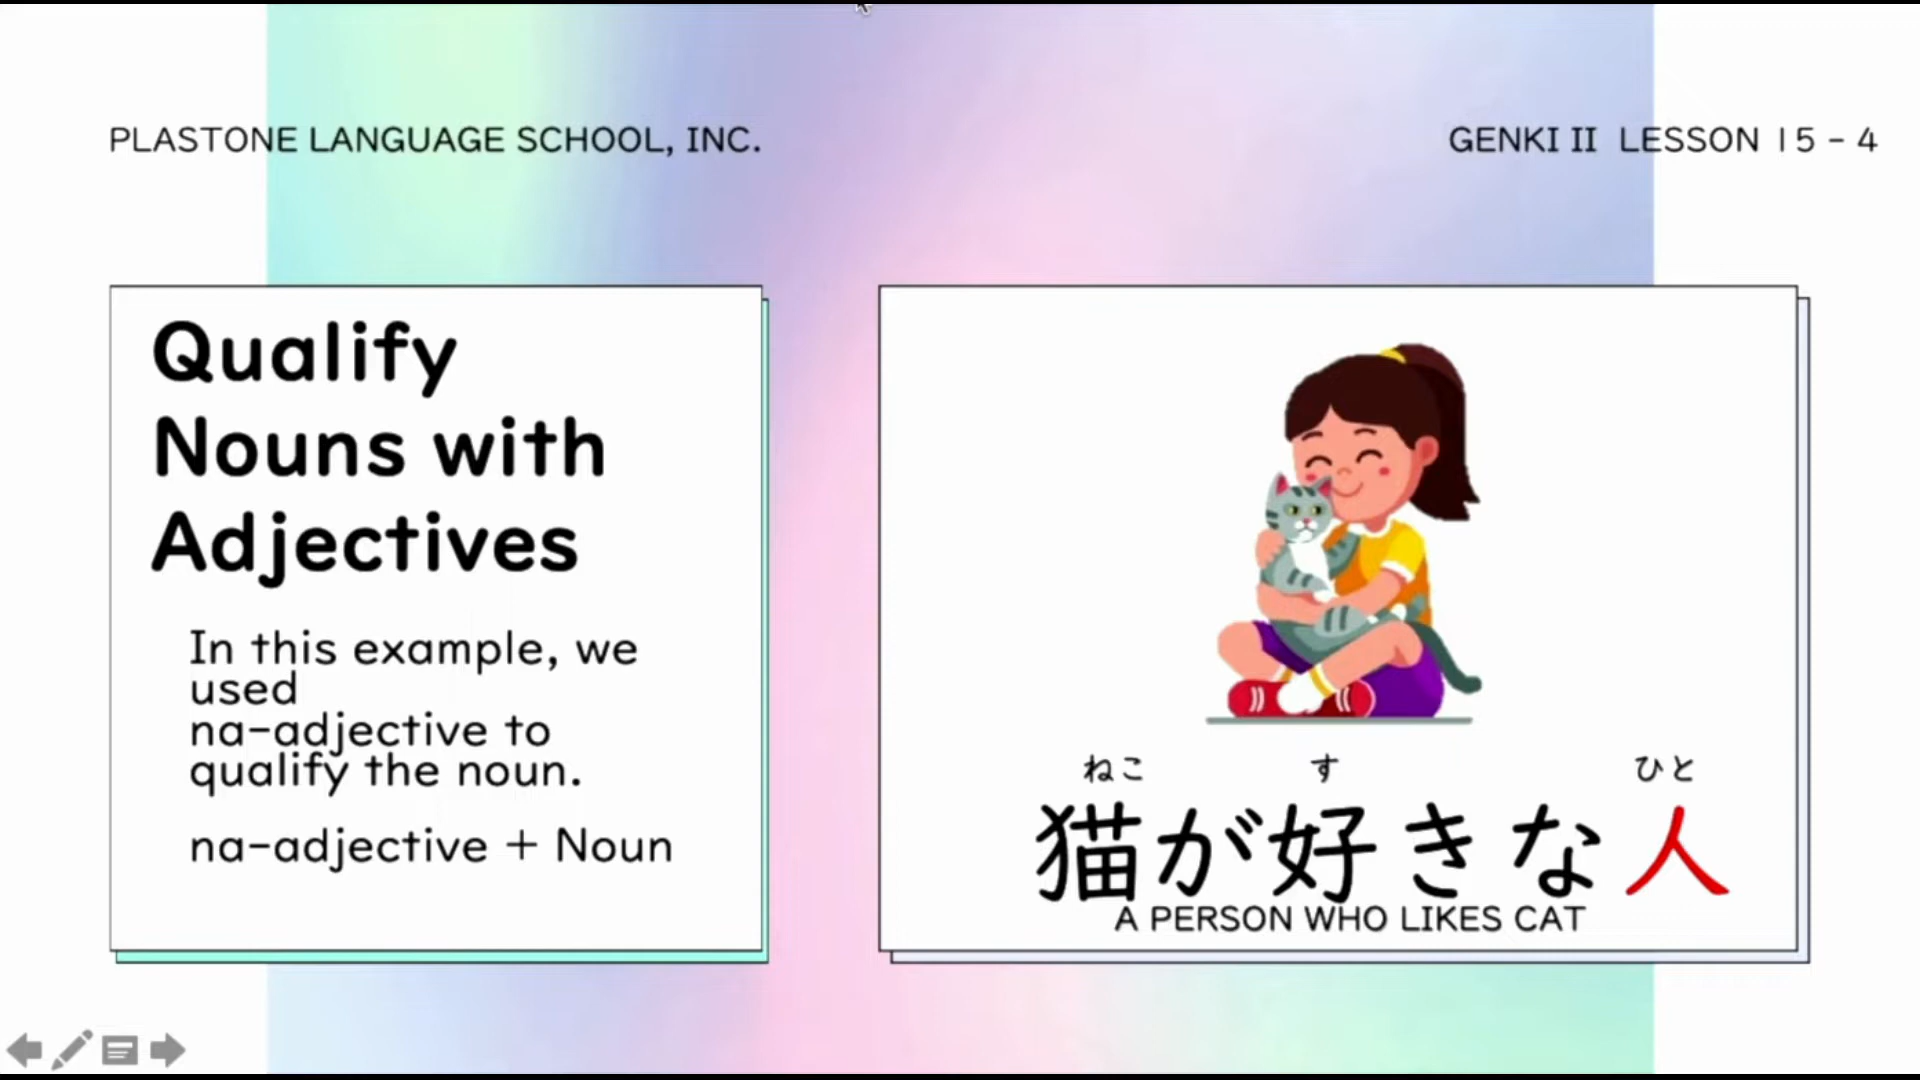 PLASTONE LANGUAGE SCHOOL, INC.
GENKI II LESSON 15 - 4
Qualify
Nouns with
Adjectives
In this example, we
used
na-adjective to
qualify the noun.
na-adjective + Noun
ねこ す ひと
猫が好きな人
A PERSON WHO LIKES CAT